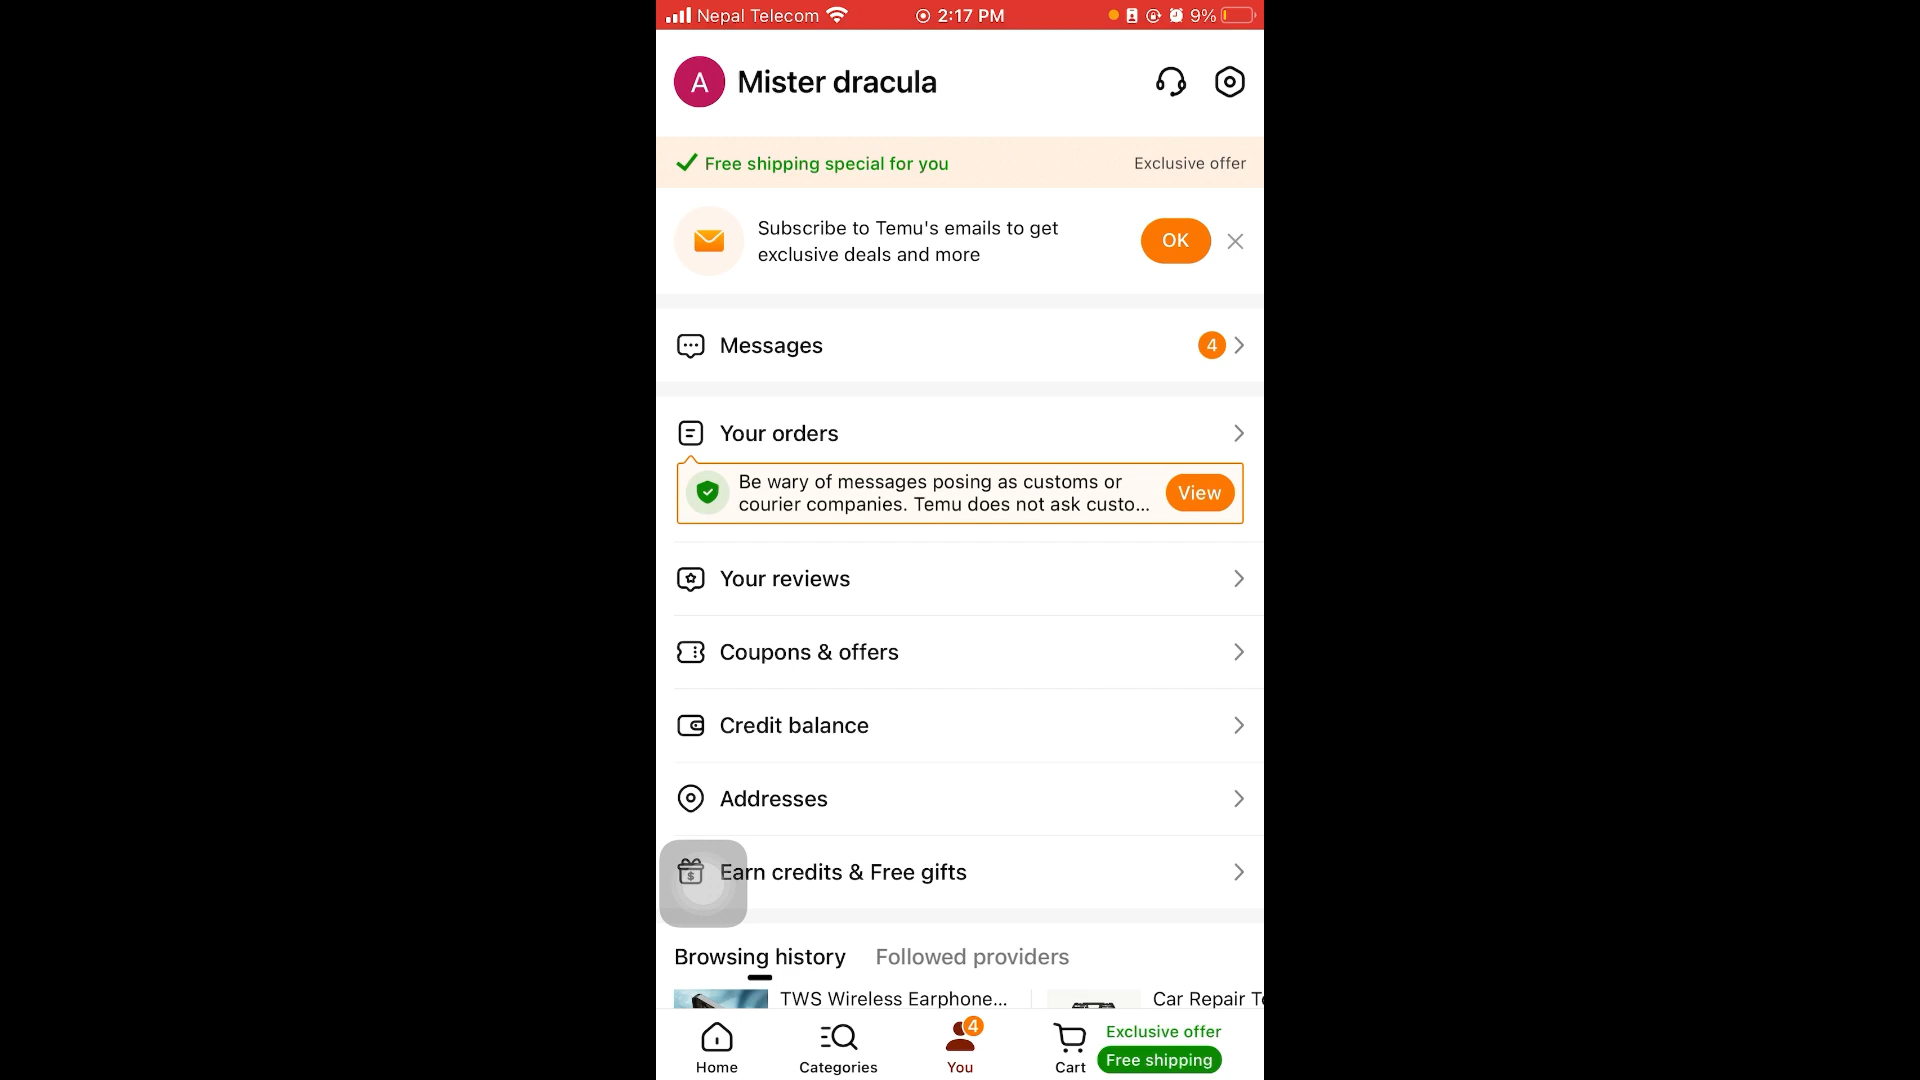 Nepal Telecom 2:17 PM 9%
A Mister dracula
Free shipping special for you Exclusive offer
Subscribe to Temu's emails to get
exclusive deals and more
OK
Messages 4
Your orders
Be wary of messages posing as customs or
courier companies. Temu does not ask custo...
View
Your reviews
Coupons & offers
Credit balance
Addresses
Earn credits & Free gifts
Browsing history Followed providers
TWS Wireless Earphone... Car Repair To
4 Exclusive offer
Free shipping
Home Categories You Cart